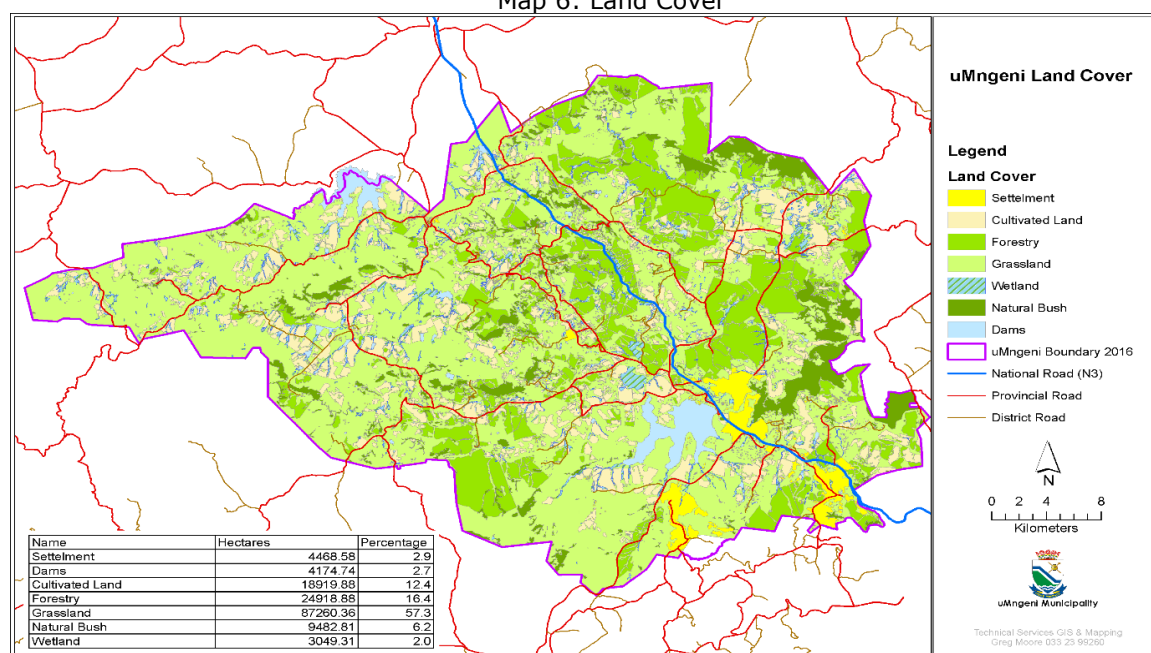 Map 6: Land Cover
uMngeni Land Cover
Legend
Land Cover
Settelment
Cultivated Land
Forestry
Grassland
Wetland
Natural Bush
Dams
uMngeni Boundary 2016
National Road (N3)
Provincial Road
District Road
N
0 2 4 8
Kilometers
uMngeni Municipality
Technical Services GIS & Mapping
Greg Moore 033 23 99260
Name Hectares Percentage
Settelment 4468.58 2.9
Dams 4174.74 2.7
Cultivated Land 18919.88 12.4
Forestry 24918.88 16.4
Grassland 87260.36 57.3
Natural Bush 9482.81 6.2
Wetland 3049.31 2.0